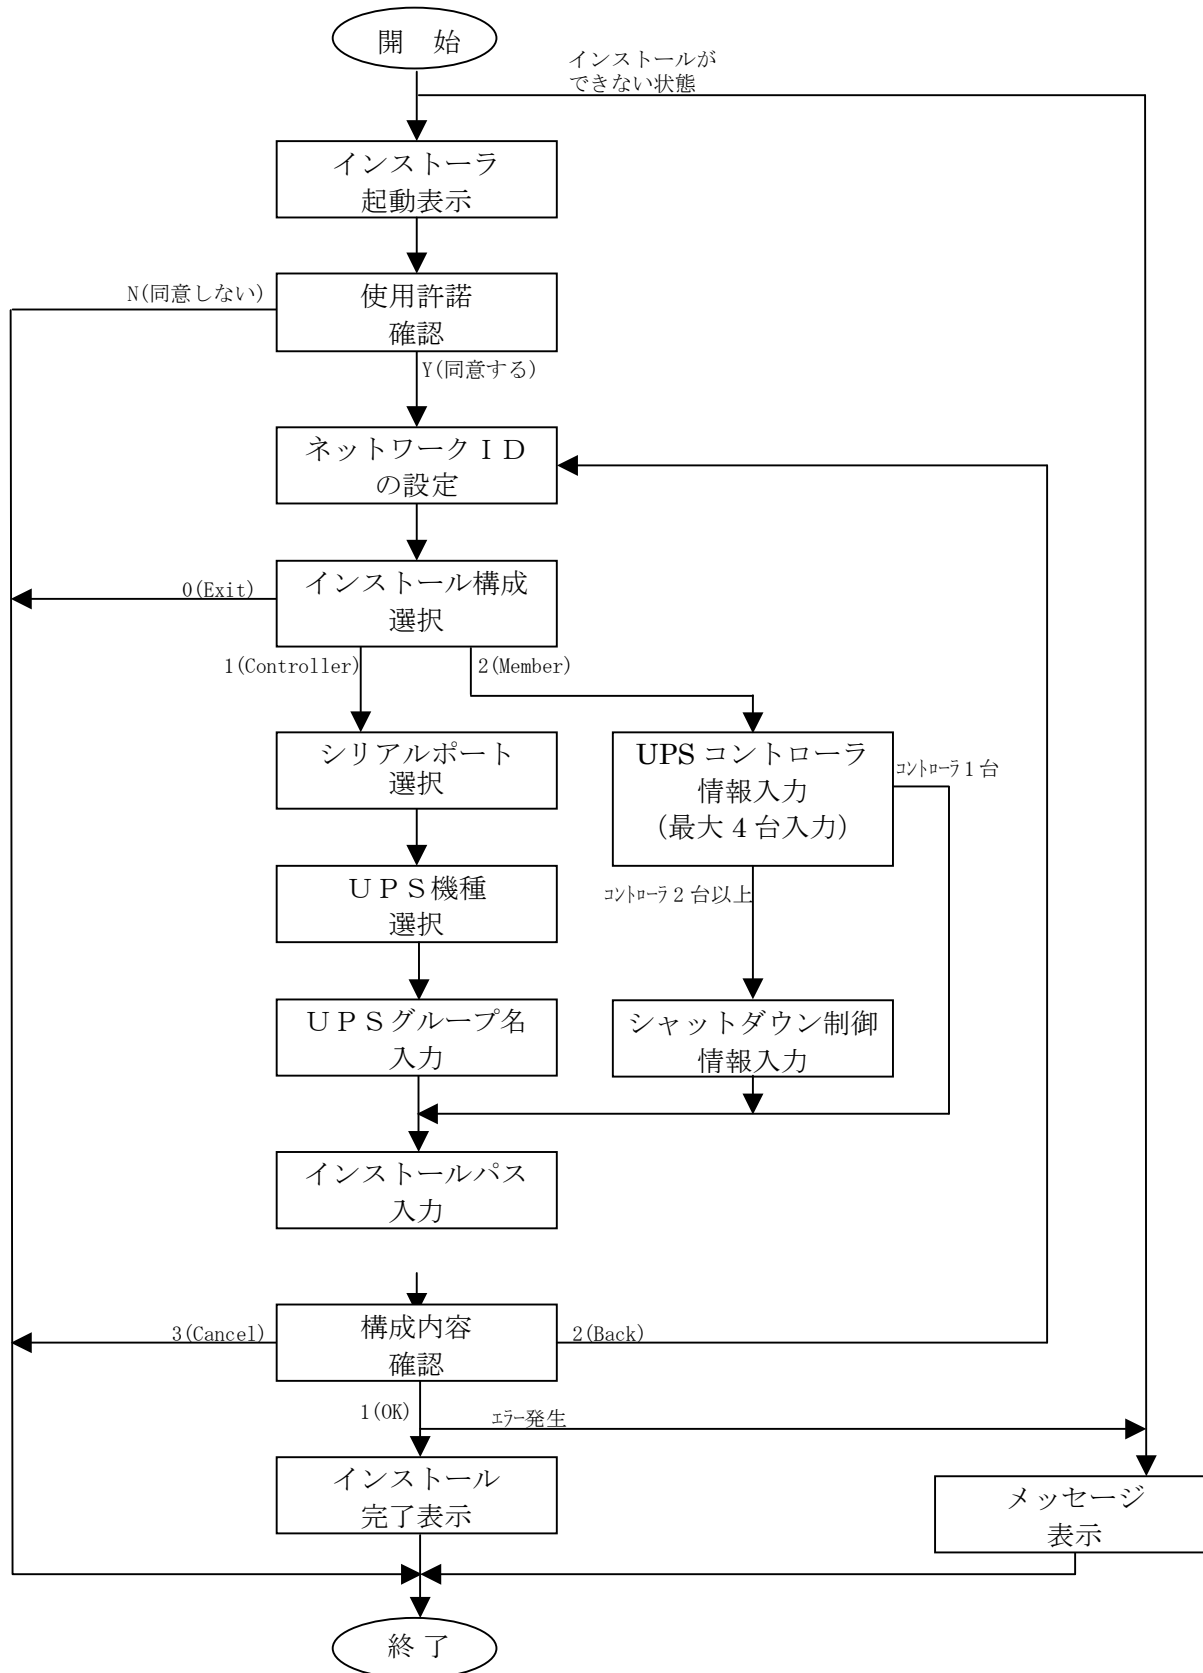 開　始
インストールが
できない状態
インストーラ
起動表示
N(同意しない)
使用許諾
確認
Y(同意する)
ネットワークＩＤ
の設定
0(Exit)
インストール構成
選択
1(Controller)
2(Member)
シリアルポート
選択
UPS コントローラ
情報入力
(最大 4 台入力)
ｺﾝﾄﾛｰﾗ 1 台
ＵＰＳ機種
選択
ｺﾝﾄﾛｰﾗ 2 台以上
ＵＰＳグループ名
入力
シャットダウン制御
情報入力
インストールパス
入力
3(Cancel)
構成内容
確認
2(Back)
1(OK)
ｴﾗｰ発生
インストール
完了表示
メッセージ
表示
終 了